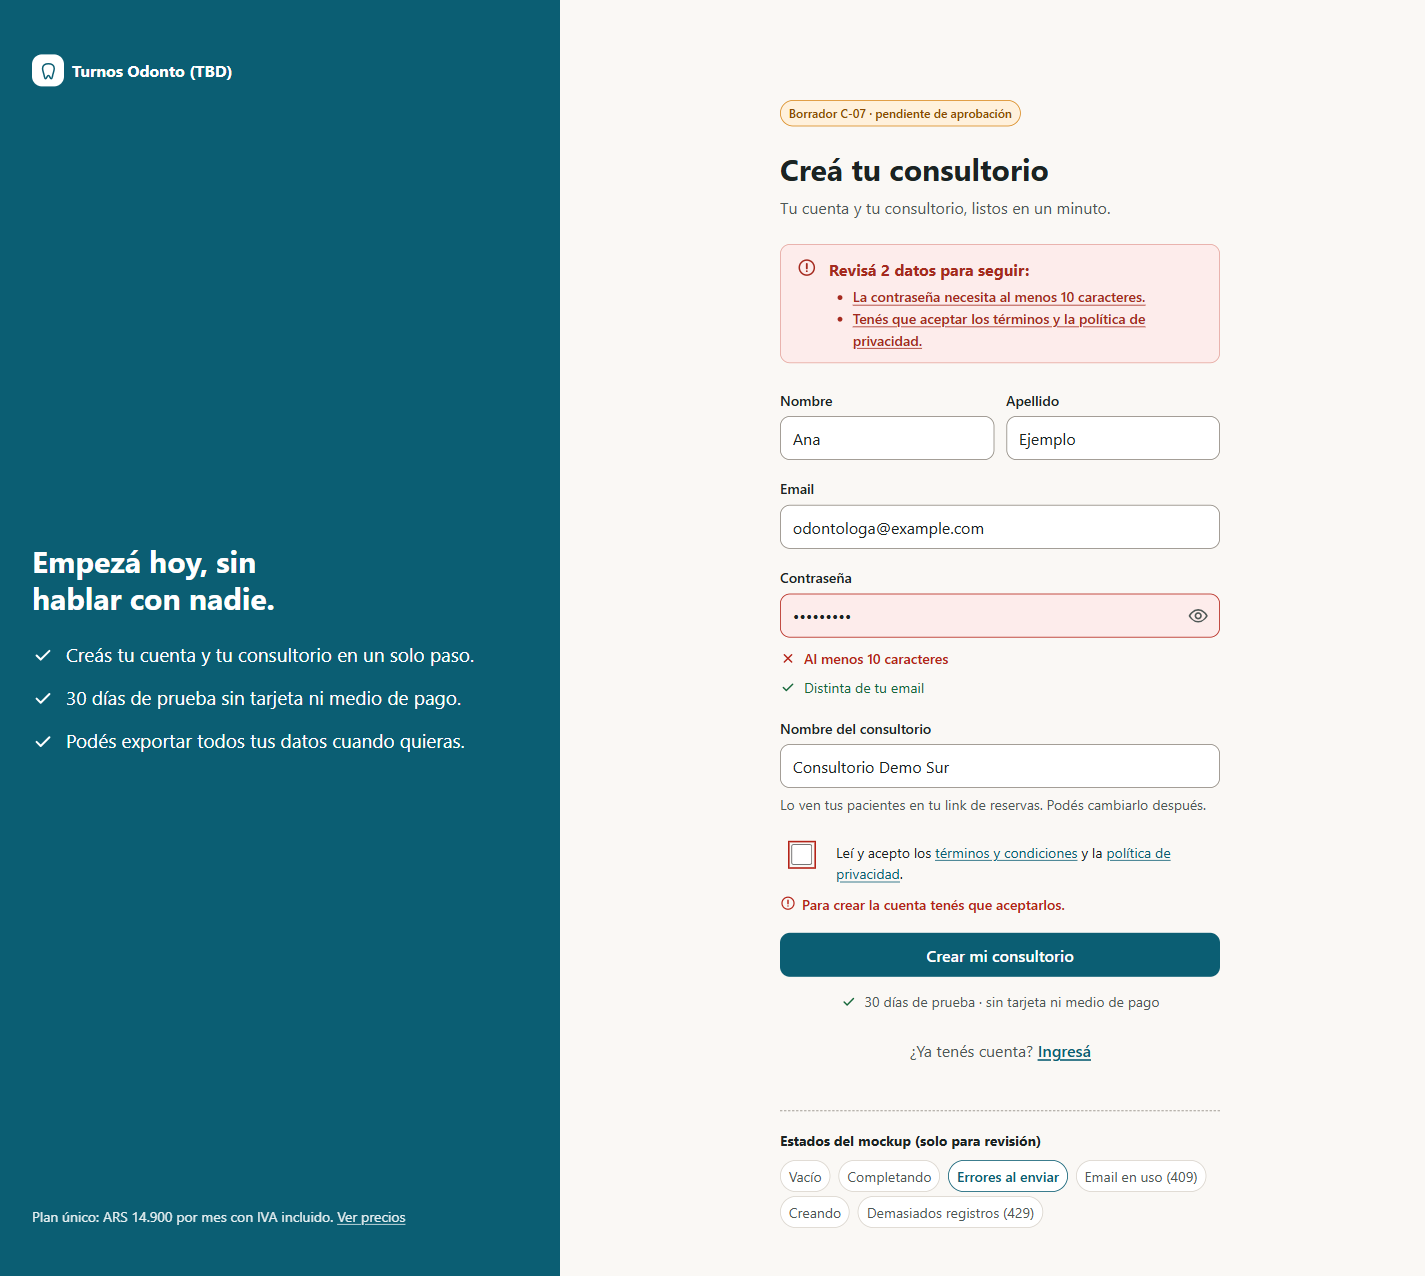 Turnos Odonto (TBD)
Empezá hoy, sin
hablar con nadie.
Creás tu cuenta y tu consultorio en un solo paso.
30 días de prueba sin tarjeta ni medio de pago.
Podés exportar todos tus datos cuando quieras.
Plan único: ARS 14.900 por mes con IVA incluido. Ver precios
Borrador C-07 · pendiente de aprobación
Creá tu consultorio
Tu cuenta y tu consultorio, listos en un minuto.
Revisá 2 datos para seguir:
• La contraseña necesita al menos 10 caracteres.
• Tenés que aceptar los términos y la política de
privacidad.
Nombre Apellido
Ana Ejemplo
Email
odontologa@example.com
Contraseña
•••••••••
Al menos 10 caracteres
Distinta de tu email
Nombre del consultorio
Consultorio Demo Sur
Lo ven tus pacientes en tu link de reservas. Podés cambiarlo después.
Leí y acepto los términos y condiciones y la política de
privacidad.
Para crear la cuenta tenés que aceptarlos.
Crear mi consultorio
30 días de prueba · sin tarjeta ni medio de pago
¿Ya tenés cuenta? Ingresá
Estados del mockup (solo para revisión)
Vacío Completando Errores al enviar Email en uso (409)
Creando Demasiados registros (429)